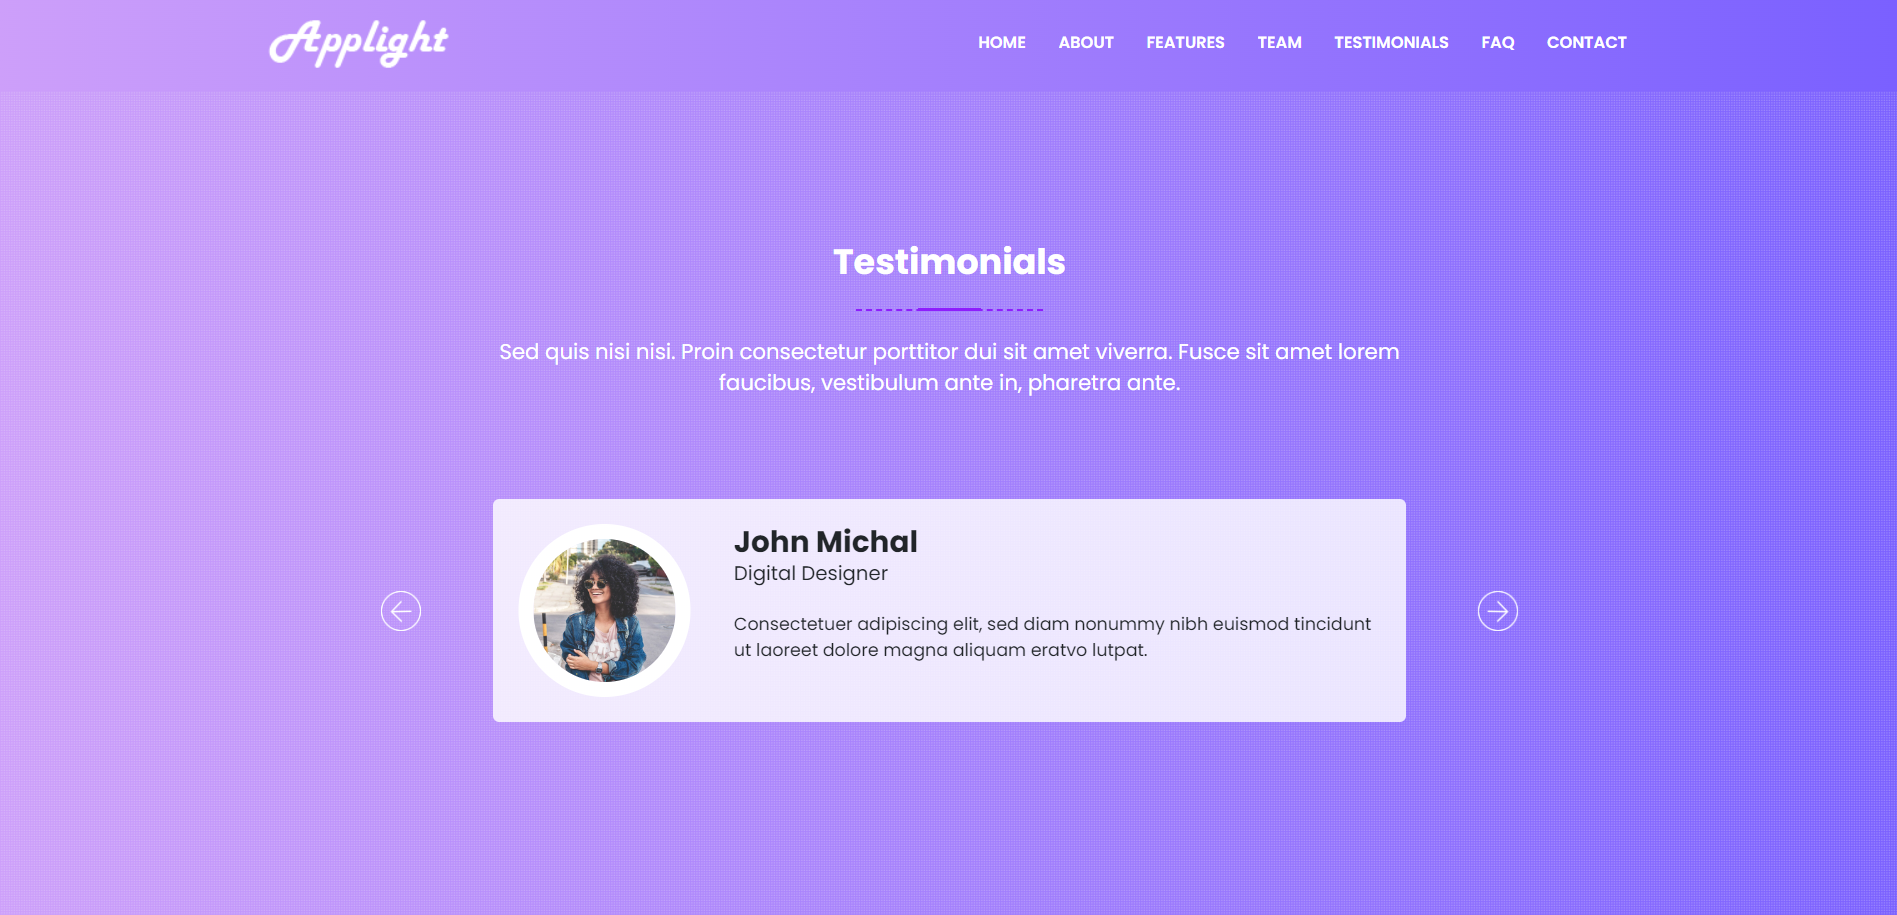 Applight
HOME ABOUT FEATURES TEAM TESTIMONIALS FAQ CONTACT
Testimonials
Sed quis nisi nisi. Proin consectetur porttitor dui sit amet viverra. Fusce sit amet lorem
faucibus, vestibulum ante in, pharetra ante.
John Michal
Digital Designer
Consectetuer adipiscing elit, sed diam nonummy nibh euismod tincidunt
ut laoreet dolore magna aliquam eratvo lutpat.